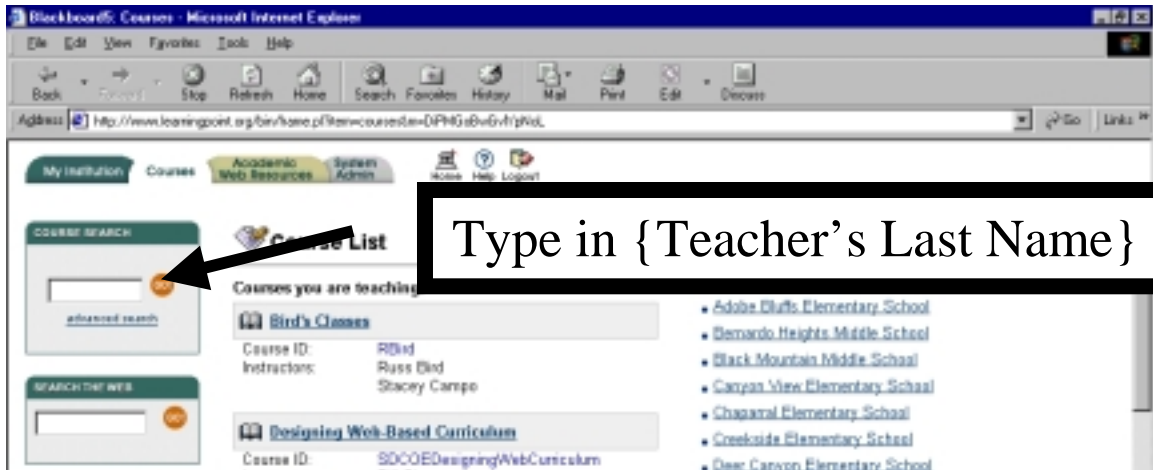 Blackboard5: Courses - Microsoft Internet Explorer
File Edit View Favorites Tools Help
Back Forward Stop Refresh Home Search Favorites History Mail Print Edit Discuss
Address Go Links »
My Institution Courses Academic Web Resources System Admin Home Help Logout
Type in {Teacher's Last Name}
COURSE SEARCH
Course List
GO!
Courses you are teaching
advanced search
Bird's Classes
Course ID: RBird
Instructors: Russ Bird
Stacey Campo
SEARCH THE WEB
GO!
Designing Web-Based Curriculum
Course ID: SDCOEDesigningWebCurriculum
• Adobe Bluffs Elementary School
• Bernardo Heights Middle School
• Black Mountain Middle School
• Canyon View Elementary School
• Chaparral Elementary School
• Creekside Elementary School
• Deer Canyon Elementary School